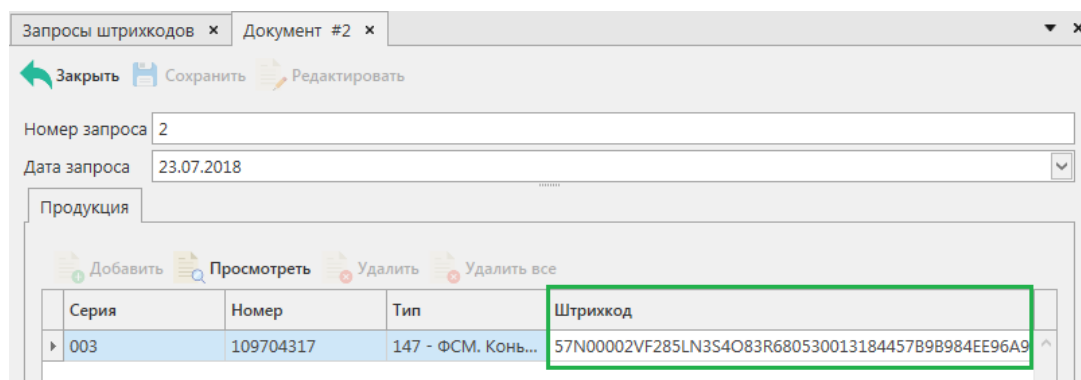 Запросы штрихкодов × Документ #2 ×
Закрыть Сохранить Редактировать
Номер запроса 2
Дата запроса 23.07.2018
Продукция
Добавить Просмотреть Удалить Удалить все
Серия Номер Тип Штрихкод
003 109704317 147 - ФСМ. Конь... 57N00002VF285LN3S4O83R680530013184457B9B984EE96A9